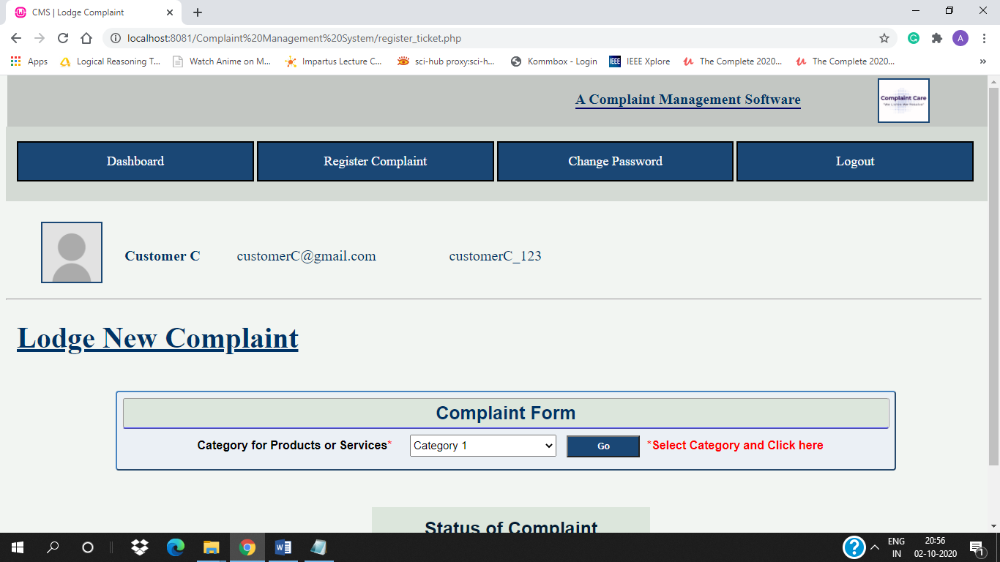 CMS | Lodge Complaint
localhost:8081/Complaint%20Management%20System/register_ticket.php
A
Apps
Logical Reasoning T...
Watch Anime on M...
Impartus Lecture C...
sci-hub proxy:sci-h...
Kommbox - Login
IEEE
IEEE Xplore
The Complete 2020...
The Complete 2020...
»
A Complaint Management Software
Complaint Care
Dashboard
Register Complaint
Change Password
Logout
Customer C
customerC@gmail.com
customerC_123
Lodge New Complaint
Complaint Form
Category for Products or Services*
Category 1
Go
*Select Category and Click here
Status of Complaint
ENG
IN
20:56
02-10-2020
1